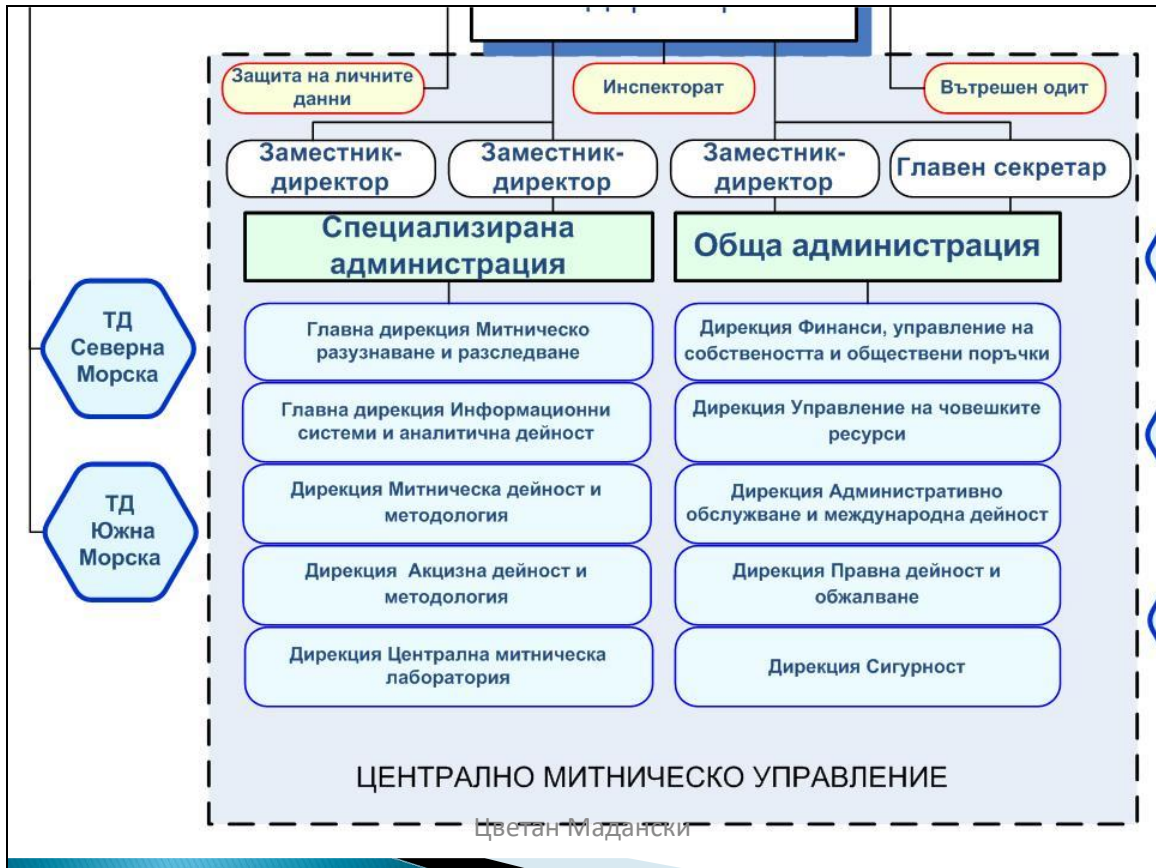 Защита на личните
данни
Инспекторат
Вътрешен одит
Заместник-
директор
Заместник-
директор
Заместник-
директор
Главен секретар
Специализирана
администрация
Обща администрация
ТД
Северна
Морска
ТД
Южна
Морска
Главна дирекция Митническо
разузнаване и разследване
Главна дирекция Информационни
системи и аналитична дейност
Дирекция Митническа дейност и
методология
Дирекция Акцизна дейност и
методология
Дирекция Централна митническа
лаборатория
Дирекция Финанси, управление на
собствеността и обществени поръчки
Дирекция Управление на човешките
ресурси
Дирекция Административно
обслужване и международна дейност
Дирекция Правна дейност и
обжалване
Дирекция Сигурност
ЦЕНТРАЛНО МИТНИЧЕСКО УПРАВЛЕНИЕ
Цветан Мадански